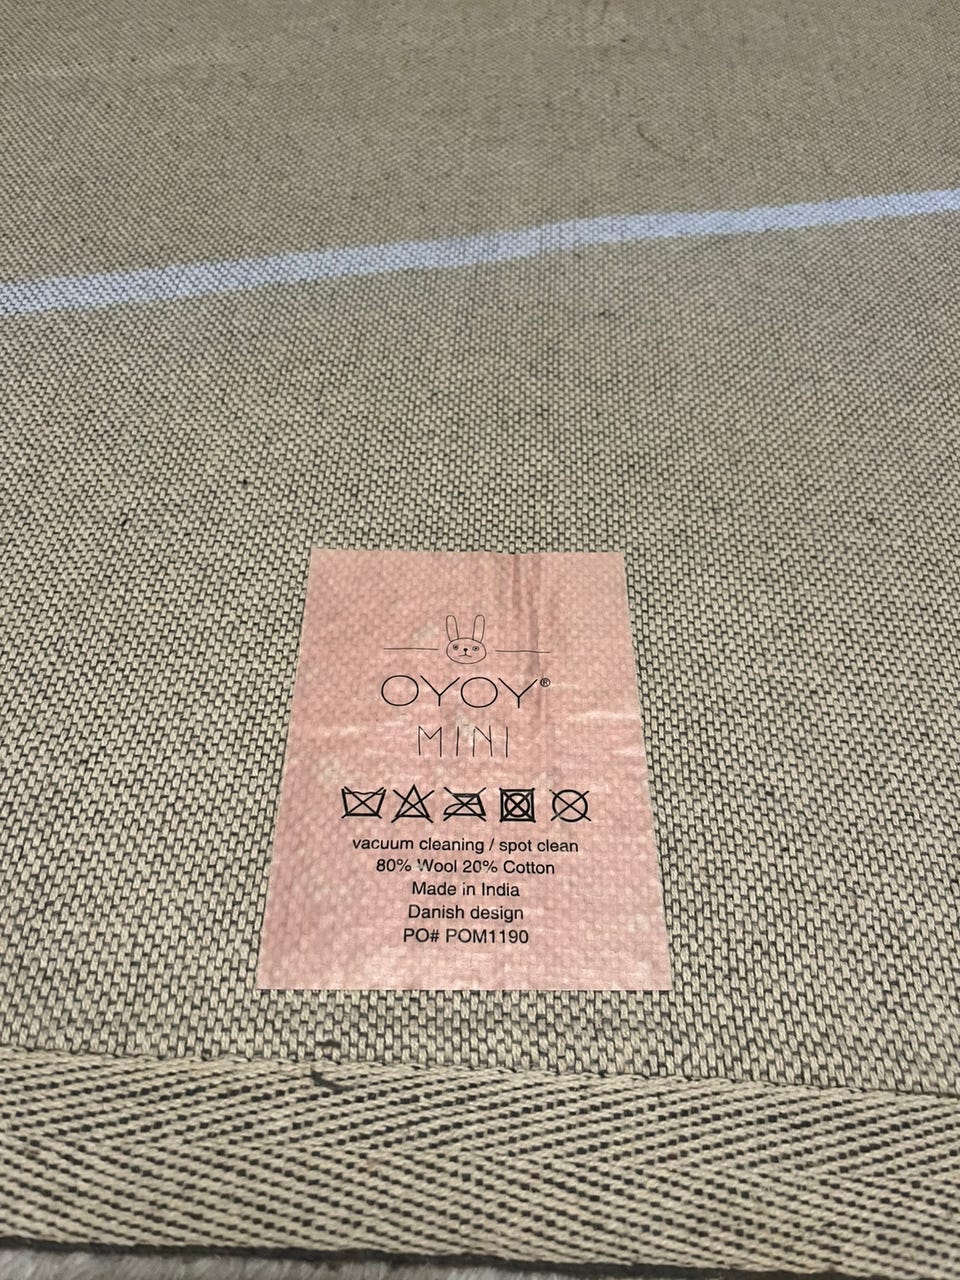 OYOY®
MINI
vacuum cleaning / spot clean
80% Wool 20% Cotton
Made in India
Danish design
PO# POM1190